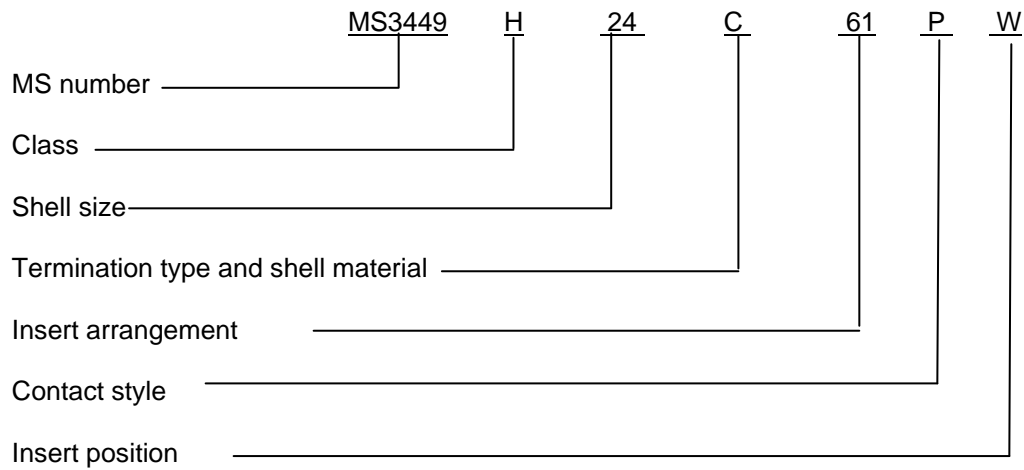 MS3449 H 24 C 61 P W
MS number
Class
Shell size
Termination type and shell material
Insert arrangement
Contact style
Insert position